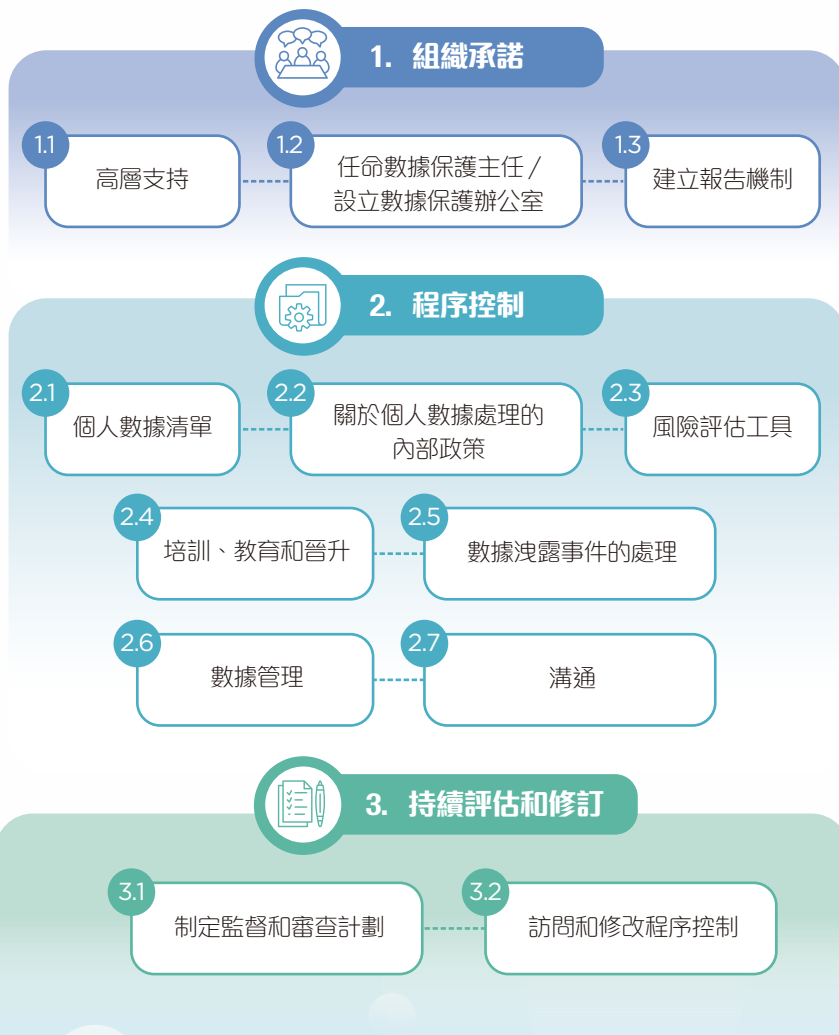 1. 組織承諾
1.1
高層支持
1.2
任命數據保護主任 /
設立數據保護辦公室
1.3
建立報告機制
2. 程序控制
2.1
個人數據清單
2.2
關於個人數據處理的
內部政策
2.3
風險評估工具
2.4
培訓、教育和晉升
2.5
數據洩露事件的處理
2.6
數據管理
2.7
溝通
3. 持續評估和修訂
3.1
制定監督和審查計劃
3.2
訪問和修改程序控制